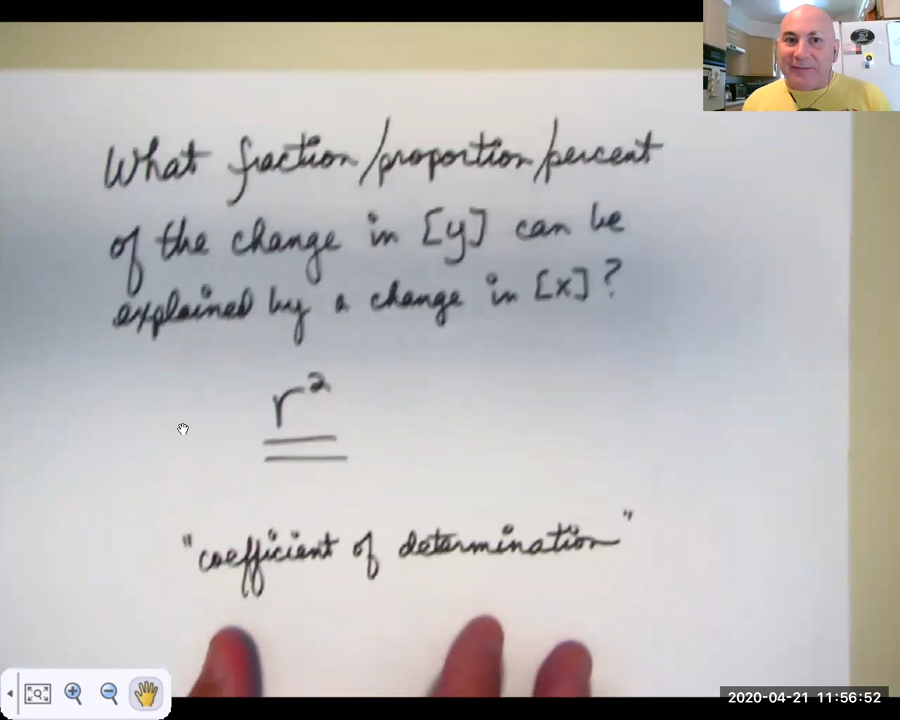 What fraction/proportion/percent
of the change in [y] can be
explained by a change in [x]?
r²
"coefficient of determination"
2020-04-21 11:56:52